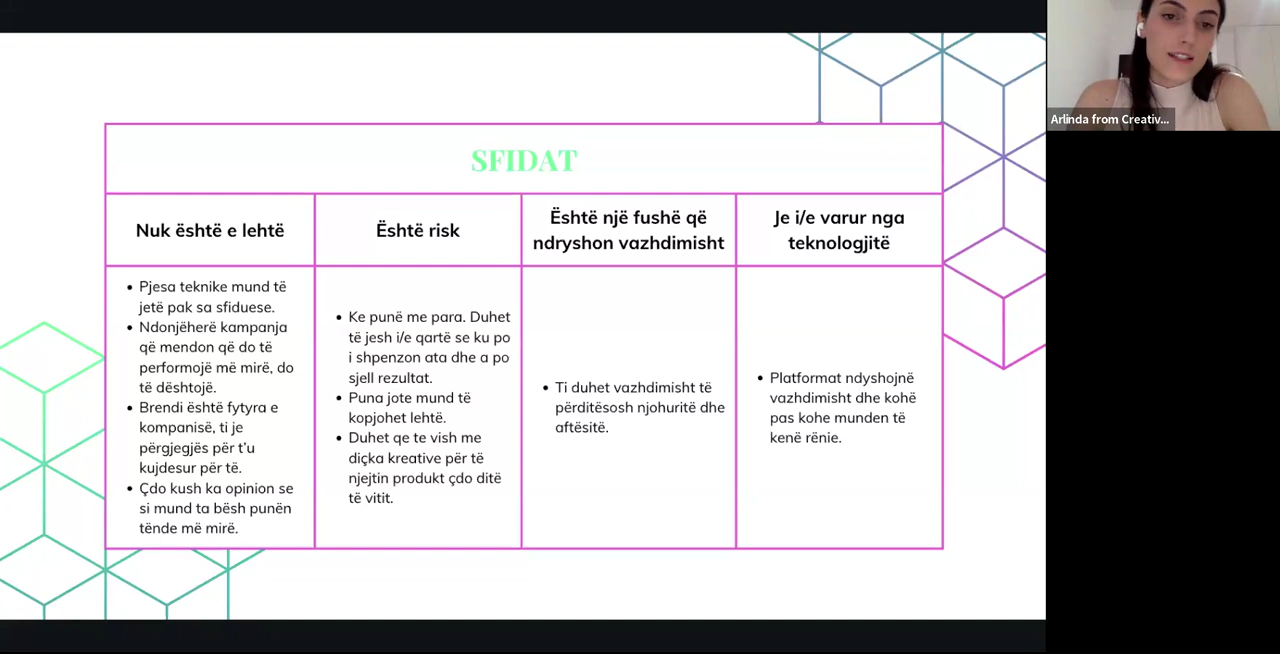 SFIDAT
Nuk është e lehtë
Është risk
Është një fushë që
ndryshon vazhdimisht
Je i/e varur nga
teknologjitë
• Pjesa teknike mund të
jetë pak sa sfiduese.
• Ndonjëherë kampanja
që mendon që do të
performojë më mirë, do
të dështojë.
• Brendi është fytyra e
kompanisë, ti je
përgjegjës për t'u
kujdesur për të.
• Çdo kush ka opinion se
si mund ta bësh punën
tënde më mirë.
• Ke punë me para. Duhet
të jesh i/e qartë se ku po
i shpenzon ata dhe a po
sjell rezultat.
• Puna jote mund të
kopjohet lehtë.
• Duhet qe te vish me
diçka kreative për të
njejtin produkt çdo ditë
të vitit.
• Ti duhet vazhdimisht të
përditësosh njohuritë dhe
aftësitë.
• Platformat ndyshojnë
vazhdimisht dhe kohë
pas kohe munden të
kenë rënie.
Arlinda from Creativ...